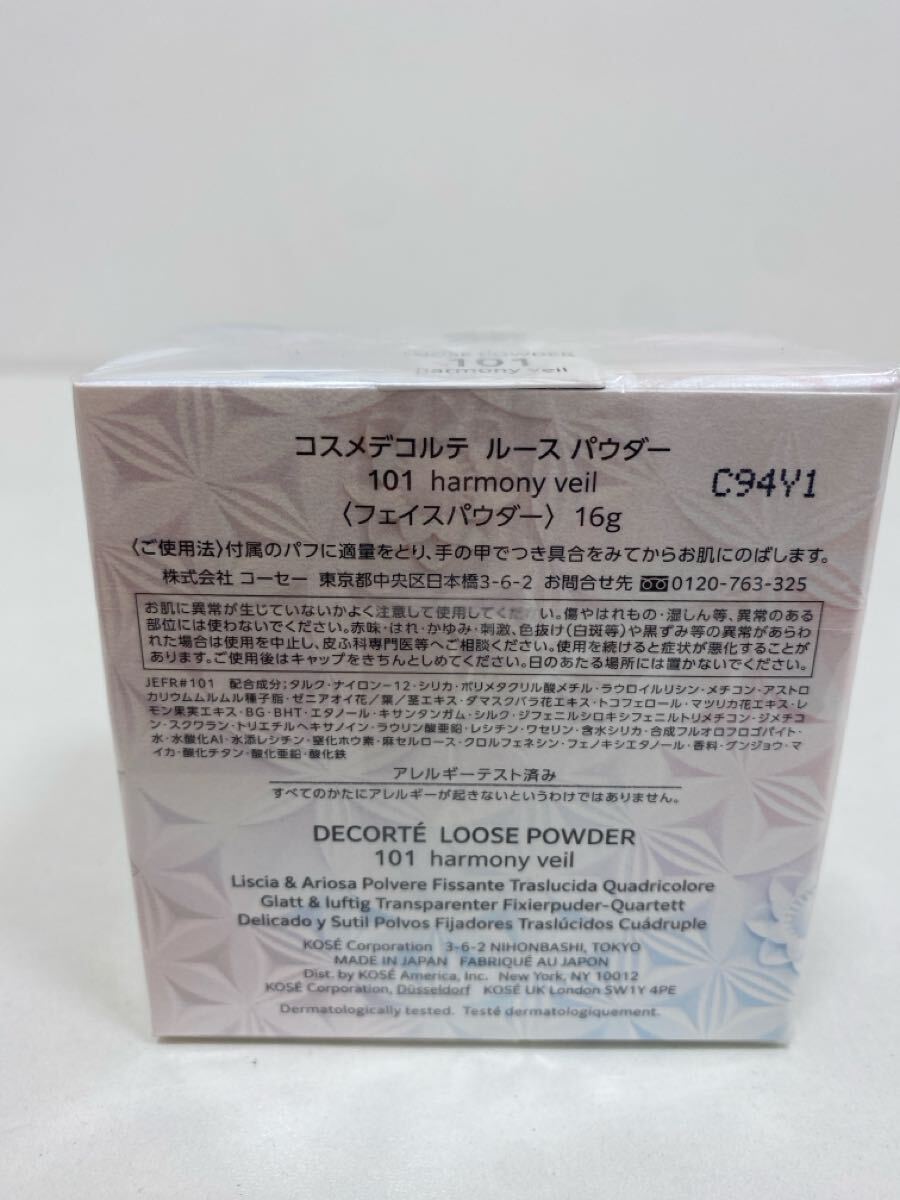 LOOSE POWDER
101
harmony veil
コスメデコルテ ルース パウダー
101 harmony veil
C94Y1
〈フェイスパウダー〉 16g
〈ご使用法〉付属のパフに適量をとり、手の甲でつき具合をみてからお肌にのばします。
株式会社 コーセー 東京都中央区日本橋3-6-2 お問合せ先 0120-763-325
お肌に異常が生じていないかよく注意して使用してください。傷やはれもの・湿しん等、異常のある
部位には使わないでください。赤味・はれ・かゆみ・刺激、色抜け(白斑等)や黒ずみ等の異常があらわ
れた場合は使用を中止し、皮ふ科専門医等へご相談ください。使用を続けると症状が悪化することが
あります。ご使用後はキャップをきちんとしめてください。日のあたる場所には置かないでください。
JEFR#101 配合成分;タルク・ナイロン-12・シリカ・ポリメタクリル酸メチル・ラウロイルリシン・メチコン・アストロ
カリウムムルムル種子脂・ゼニアオイ花/葉/茎エキス・ダマスクバラ花エキス・トコフェロール・マツリカ花エキス・レ
モン果実エキス・BG・BHT・エタノール・キサンタンガム・シルク・ジフェニルシロキシフェニルトリメチコン・ジメチコ
ン・スクワラン・トリエチルヘキサノイン・ラウリン酸亜鉛・レシチン・ワセリン・含水シリカ・合成フルオロフロゴパイト・
水・水酸化Al・水添レシチン・窒化ホウ素・麻セルロース・クロルフェネシン・フェノキシエタノール・香料・グンジョウ・マ
イカ・酸化チタン・酸化亜鉛・酸化鉄
アレルギーテスト済み
すべてのかたにアレルギーが起きないというわけではありません。
DECORTÉ LOOSE POWDER
101 harmony veil
Liscia & Ariosa Polvere Fissante Traslucida Quadricolore
Glatt & luftig Transparenter Fixierpuder-Quartett
Delicado y Sutil Polvos Fijadores Traslúcidos Cuádruple
KOSÉ Corporation 3-6-2 NIHONBASHI, TOKYO
MADE IN JAPAN FABRIQUÉ AU JAPON
Dist. by KOSÉ America, Inc. New York, NY 10012
KOSÉ Corporation, Düsseldorf KOSÉ UK London SW1Y 4PE
Dermatologically tested. Testé dermatologiquement.